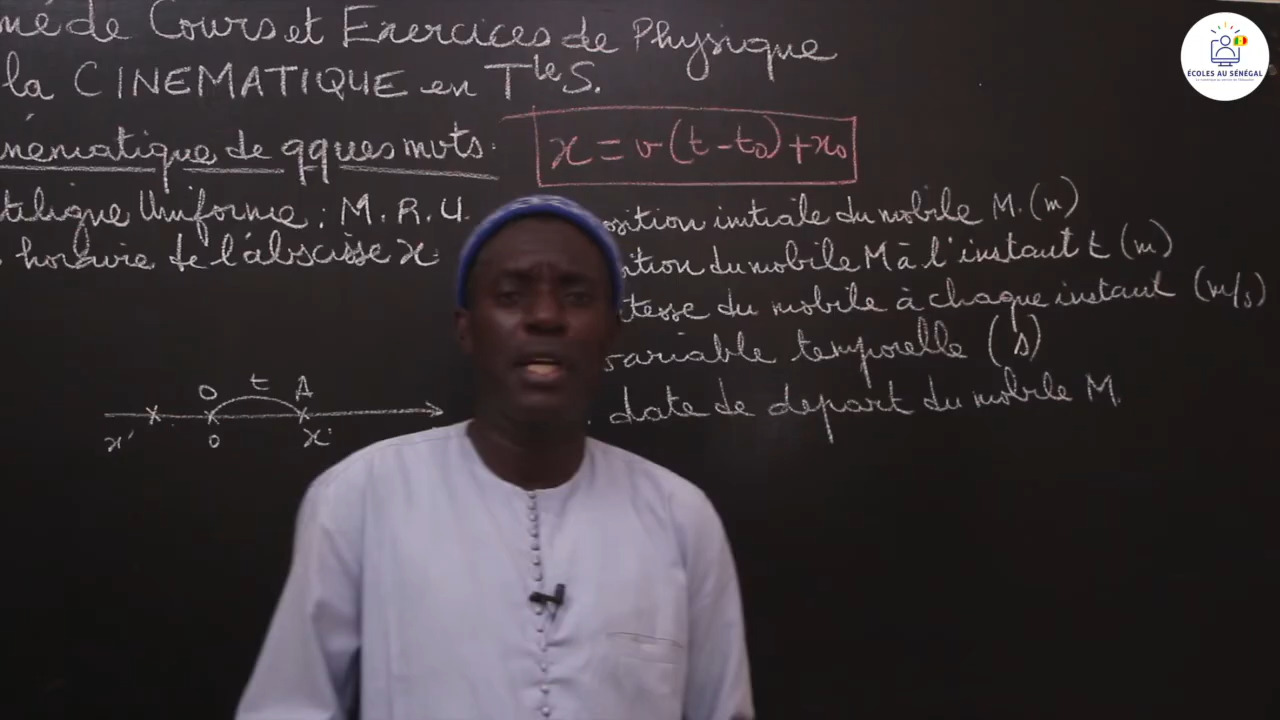 mé de Cours et Exercices de Physique
la CINEMATIQUE en Tle S.
nématique de qques mots.
x = v(t-t0)+x0
tiligne Uniforme : M.R.U.
horaire de l'abscisse x
osition initiale du mobile M. (m)
ition du mobile M à l'instant t (m)
tesse du mobile à chaque instant (m/s)
variable temporelle (s)
date de depart du mobile M.
O t A
x' 0 x
ÉCOLES AU SÉNÉGAL